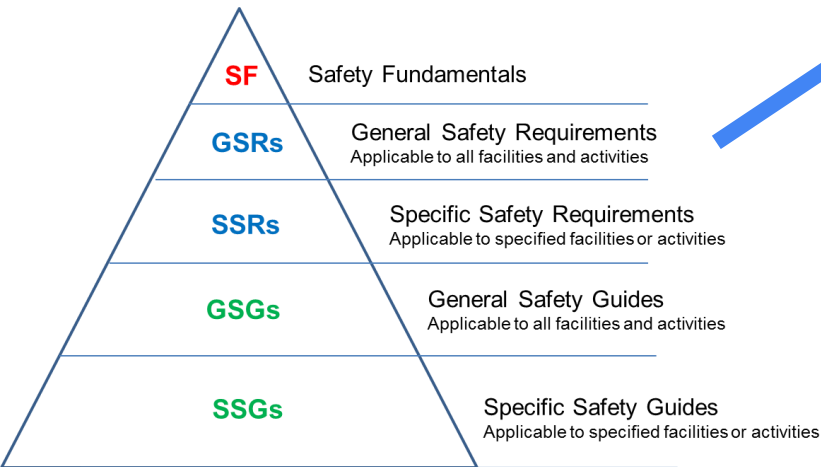 SF Safety Fundamentals
GSRs General Safety Requirements
Applicable to all facilities and activities
SSRs Specific Safety Requirements
Applicable to specified facilities or activities
GSGs General Safety Guides
Applicable to all facilities and activities
SSGs Specific Safety Guides
Applicable to specified facilities or activities